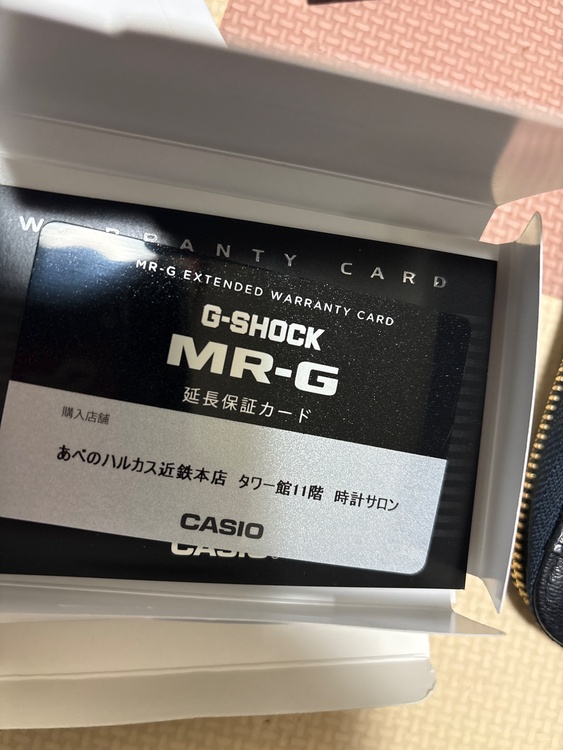 WARRANTY CARD
MR-G EXTENDED WARRANTY CARD
G-SHOCK
MR-G
延長保証カード
購入店舗
あべのハルカス近鉄本店 タワー館11階 時計サロン
CASIO
CASIO